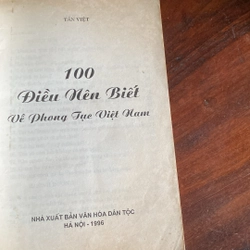 TÂN VIỆT
100
Điều Nên Biết
Về Phong Tục Việt Nam
NHÀ XUẤT BẢN VĂN HÓA DÂN TỘC
HÀ NỘI - 1996